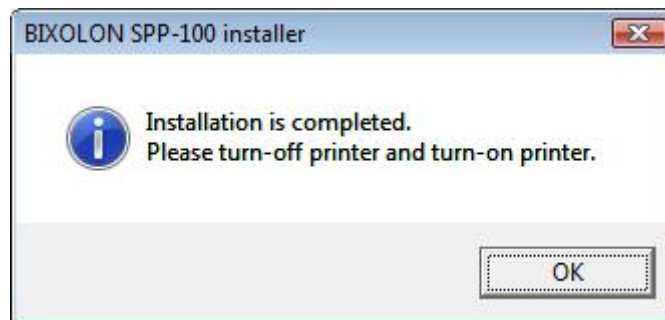 BIXOLON SPP-100 installer
Installation is completed.
Please turn-off printer and turn-on printer.
OK